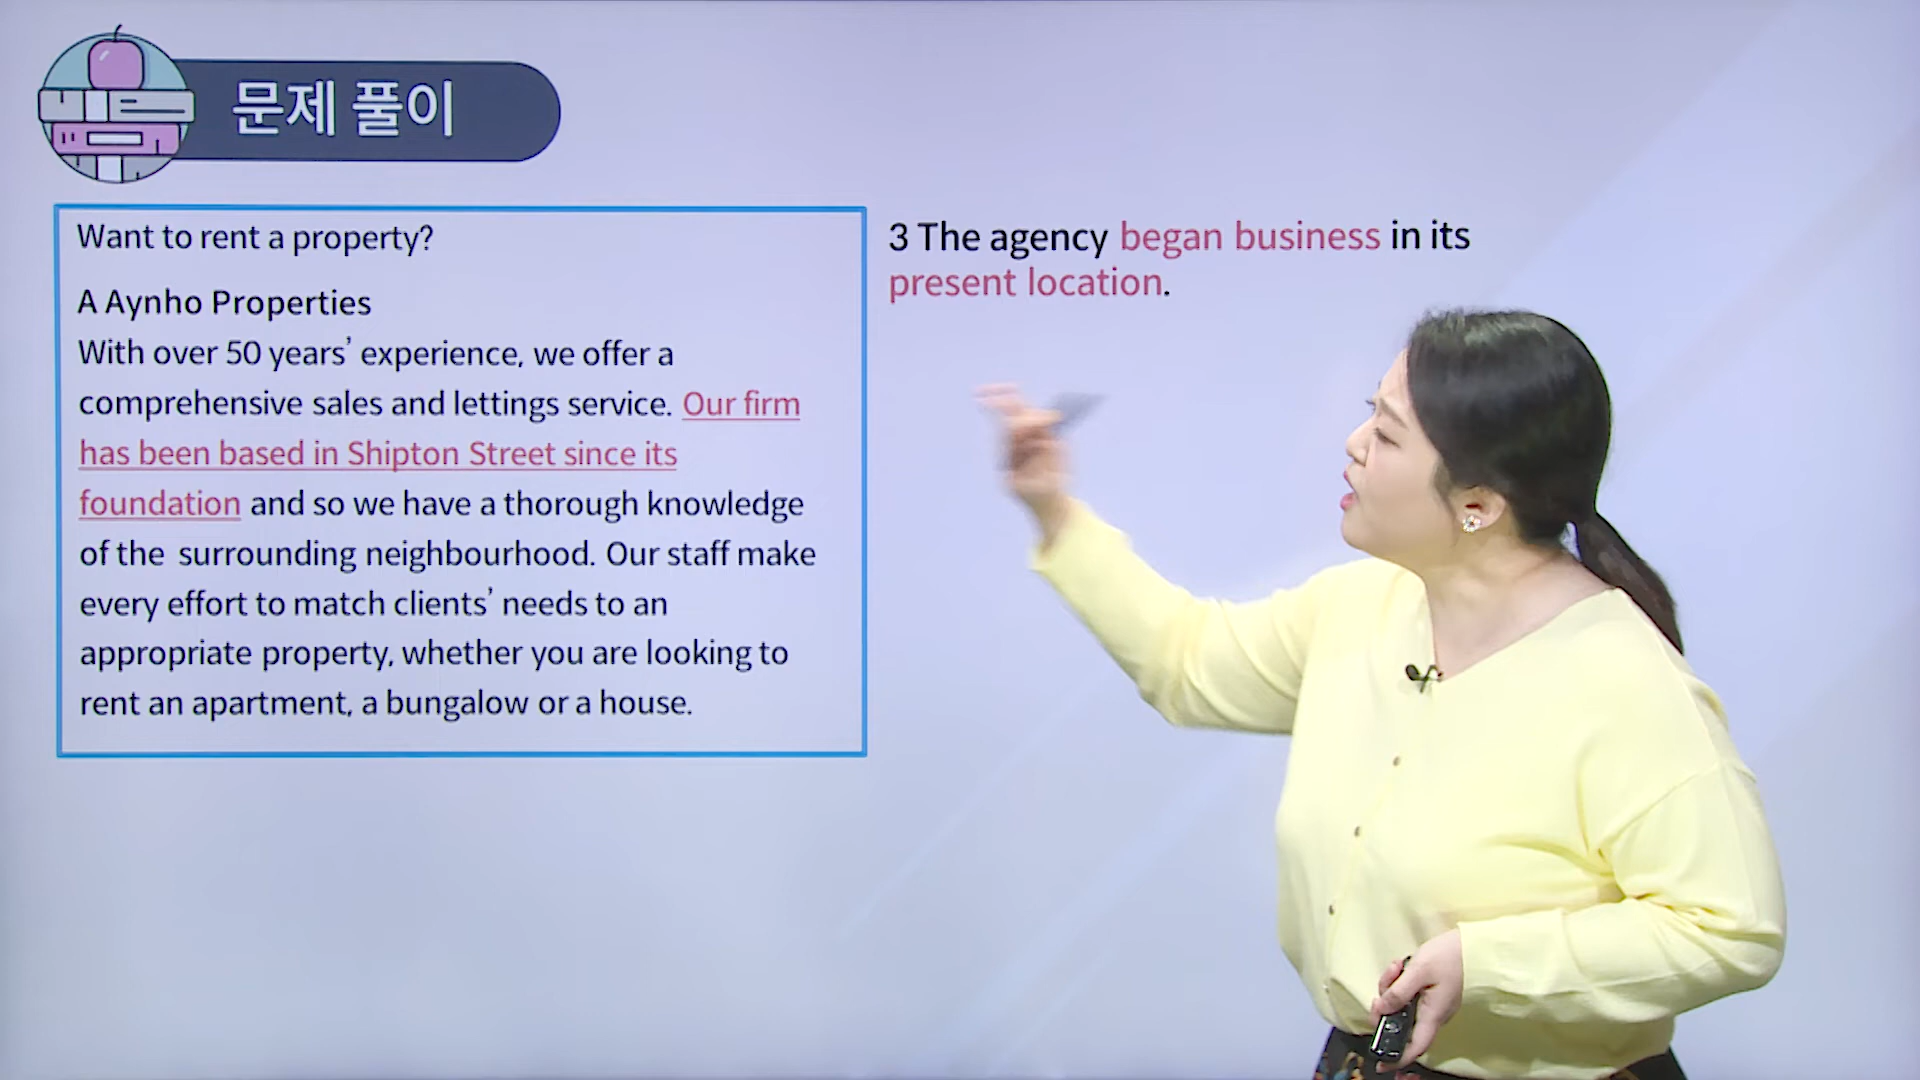 문제 풀이
Want to rent a property?
A Aynho Properties
With over 50 years' experience, we offer a
comprehensive sales and lettings service. Our firm
has been based in Shipton Street since its
foundation and so we have a thorough knowledge
of the surrounding neighbourhood. Our staff make
every effort to match clients' needs to an
appropriate property, whether you are looking to
rent an apartment, a bungalow or a house.
3 The agency began business in its
present location.